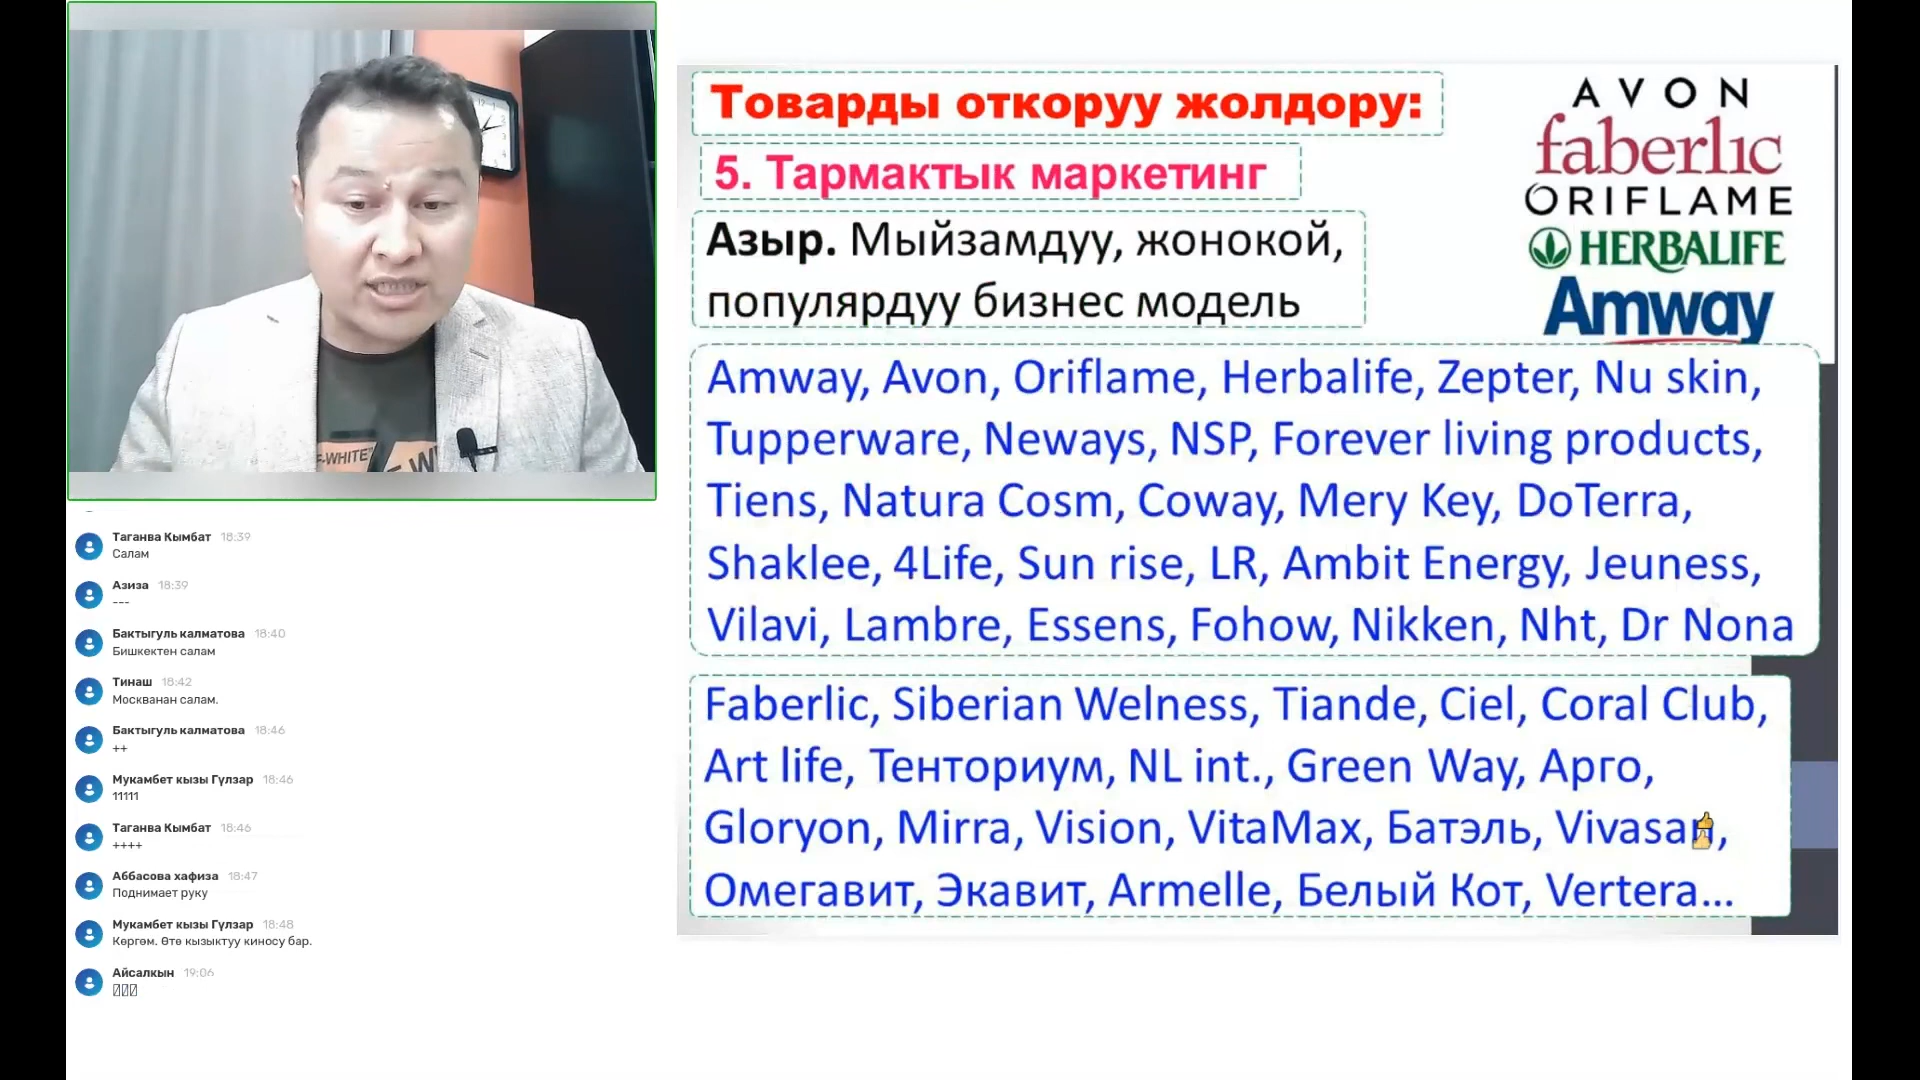 Товарды откоруу жолдору:
5. Тармактык маркетинг
Азыр. Мыйзамдуу, жөнөкөй,
популярдуу бизнес модель
AVON
faberlic
ORIFLAME
HERBALIFE
Amway
Amway, Avon, Oriflame, Herbalife, Zepter, Nu skin,
Tupperware, Neways, NSP, Forever living products,
Tiens, Natura Cosm, Coway, Mery Key, DoTerra,
Shaklee, 4Life, Sun rise, LR, Ambit Energy, Jeuness,
Vilavi, Lambre, Essens, Fohow, Nikken, Nht, Dr Nona
Faberlic, Siberian Welness, Tiande, Ciel, Coral Club,
Art life, Тенториум, NL int., Green Way, Арго,
Gloryon, Mirra, Vision, VitaMax, Батэль, Vivasan,
Омегавит, Экавит, Armelle, Белый Кот, Vertera...
F-WHITE"
Таганва Кымбат 18:39
Салам
Азиза 18:39
---
Бактыгуль калматова 18:40
Бишкектен салам
Тинаш 18:42
Москванан салам.
Бактыгуль калматова 18:46
++
Мукамбет кызы Гүлзар 18:46
11111
Таганва Кымбат 18:46
++++
Аббасова хафиза 18:47
Поднимает руку
Мукамбет кызы Гүлзар 18:48
Көргөм. Өтө кызыктуу киносу бар.
Айсалкын 19:06